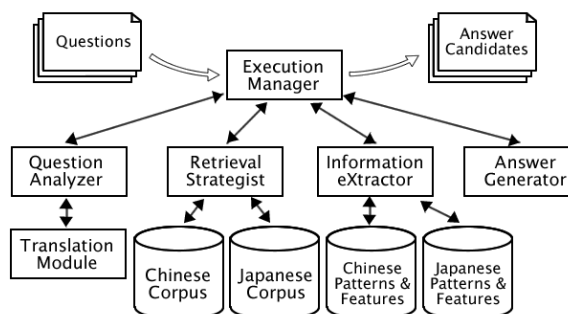 Questions
Execution
Manager
Answer
Candidates
Question
Analyzer
Retrieval
Strategist
Information
eXtractor
Answer
Generator
Translation
Module
Chinese
Corpus
Japanese
Corpus
Chinese
Patterns &
Features
Japanese
Patterns &
Features